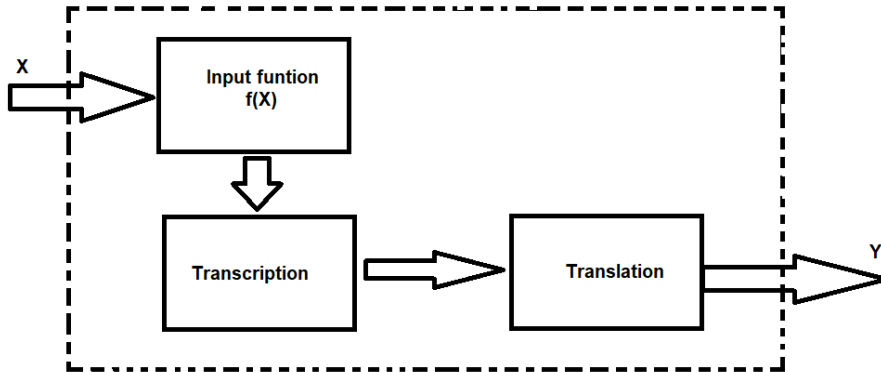 X
Input funtion
f(X)
Transcription
Translation
Y